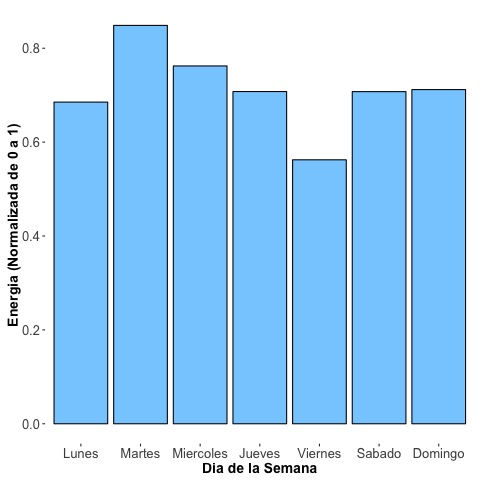 Energia (Normalizada de 0 a 1)
0.8
0.6
0.4
0.2
0.0
Lunes Martes Miercoles Jueves Viernes Sabado Domingo
Dia de la Semana